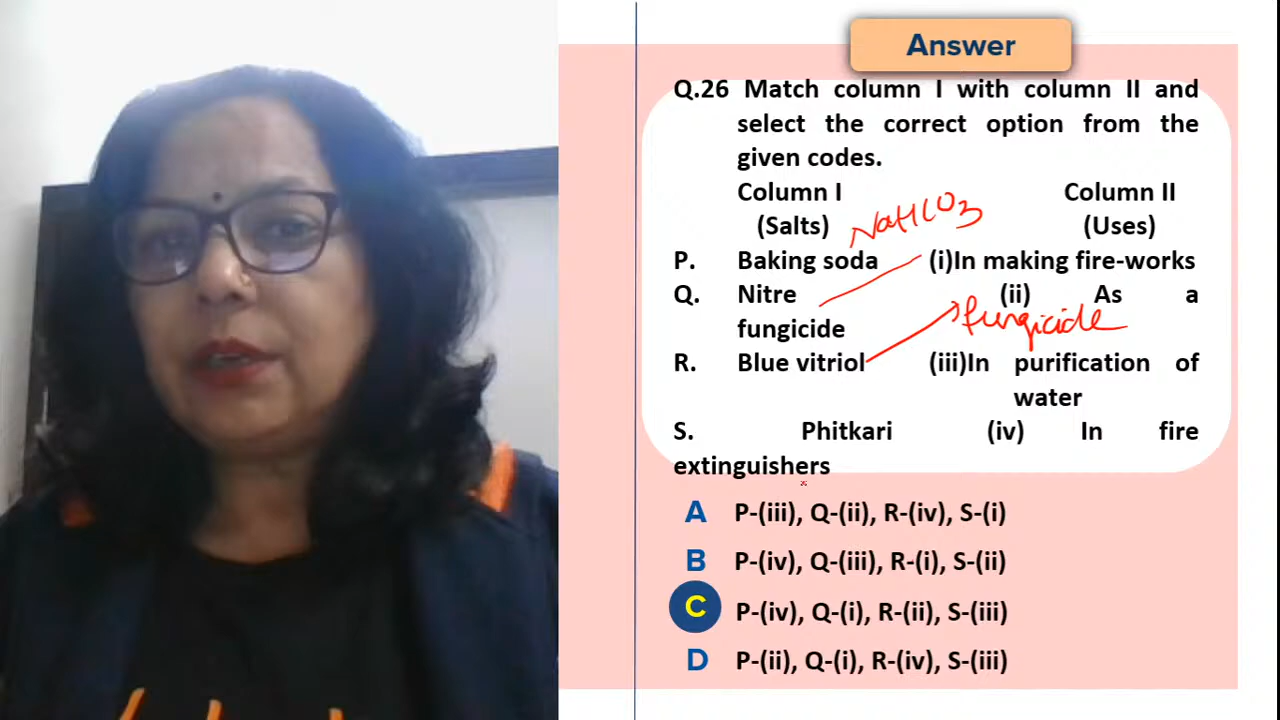 Answer
Q.26 Match column I with column II and
select the correct option from the
given codes.
Column I Column II
(Salts) NaHCO3 (Uses)
P. Baking soda (i)In making fire-works
Q. Nitre (ii) As a
fungicide fungicide
R. Blue vitriol (iii)In purification of
water
S. Phitkari (iv) In fire
extinguishers
A P-(iii), Q-(ii), R-(iv), S-(i)
B P-(iv), Q-(iii), R-(i), S-(ii)
C P-(iv), Q-(i), R-(ii), S-(iii)
D P-(ii), Q-(i), R-(iv), S-(iii)